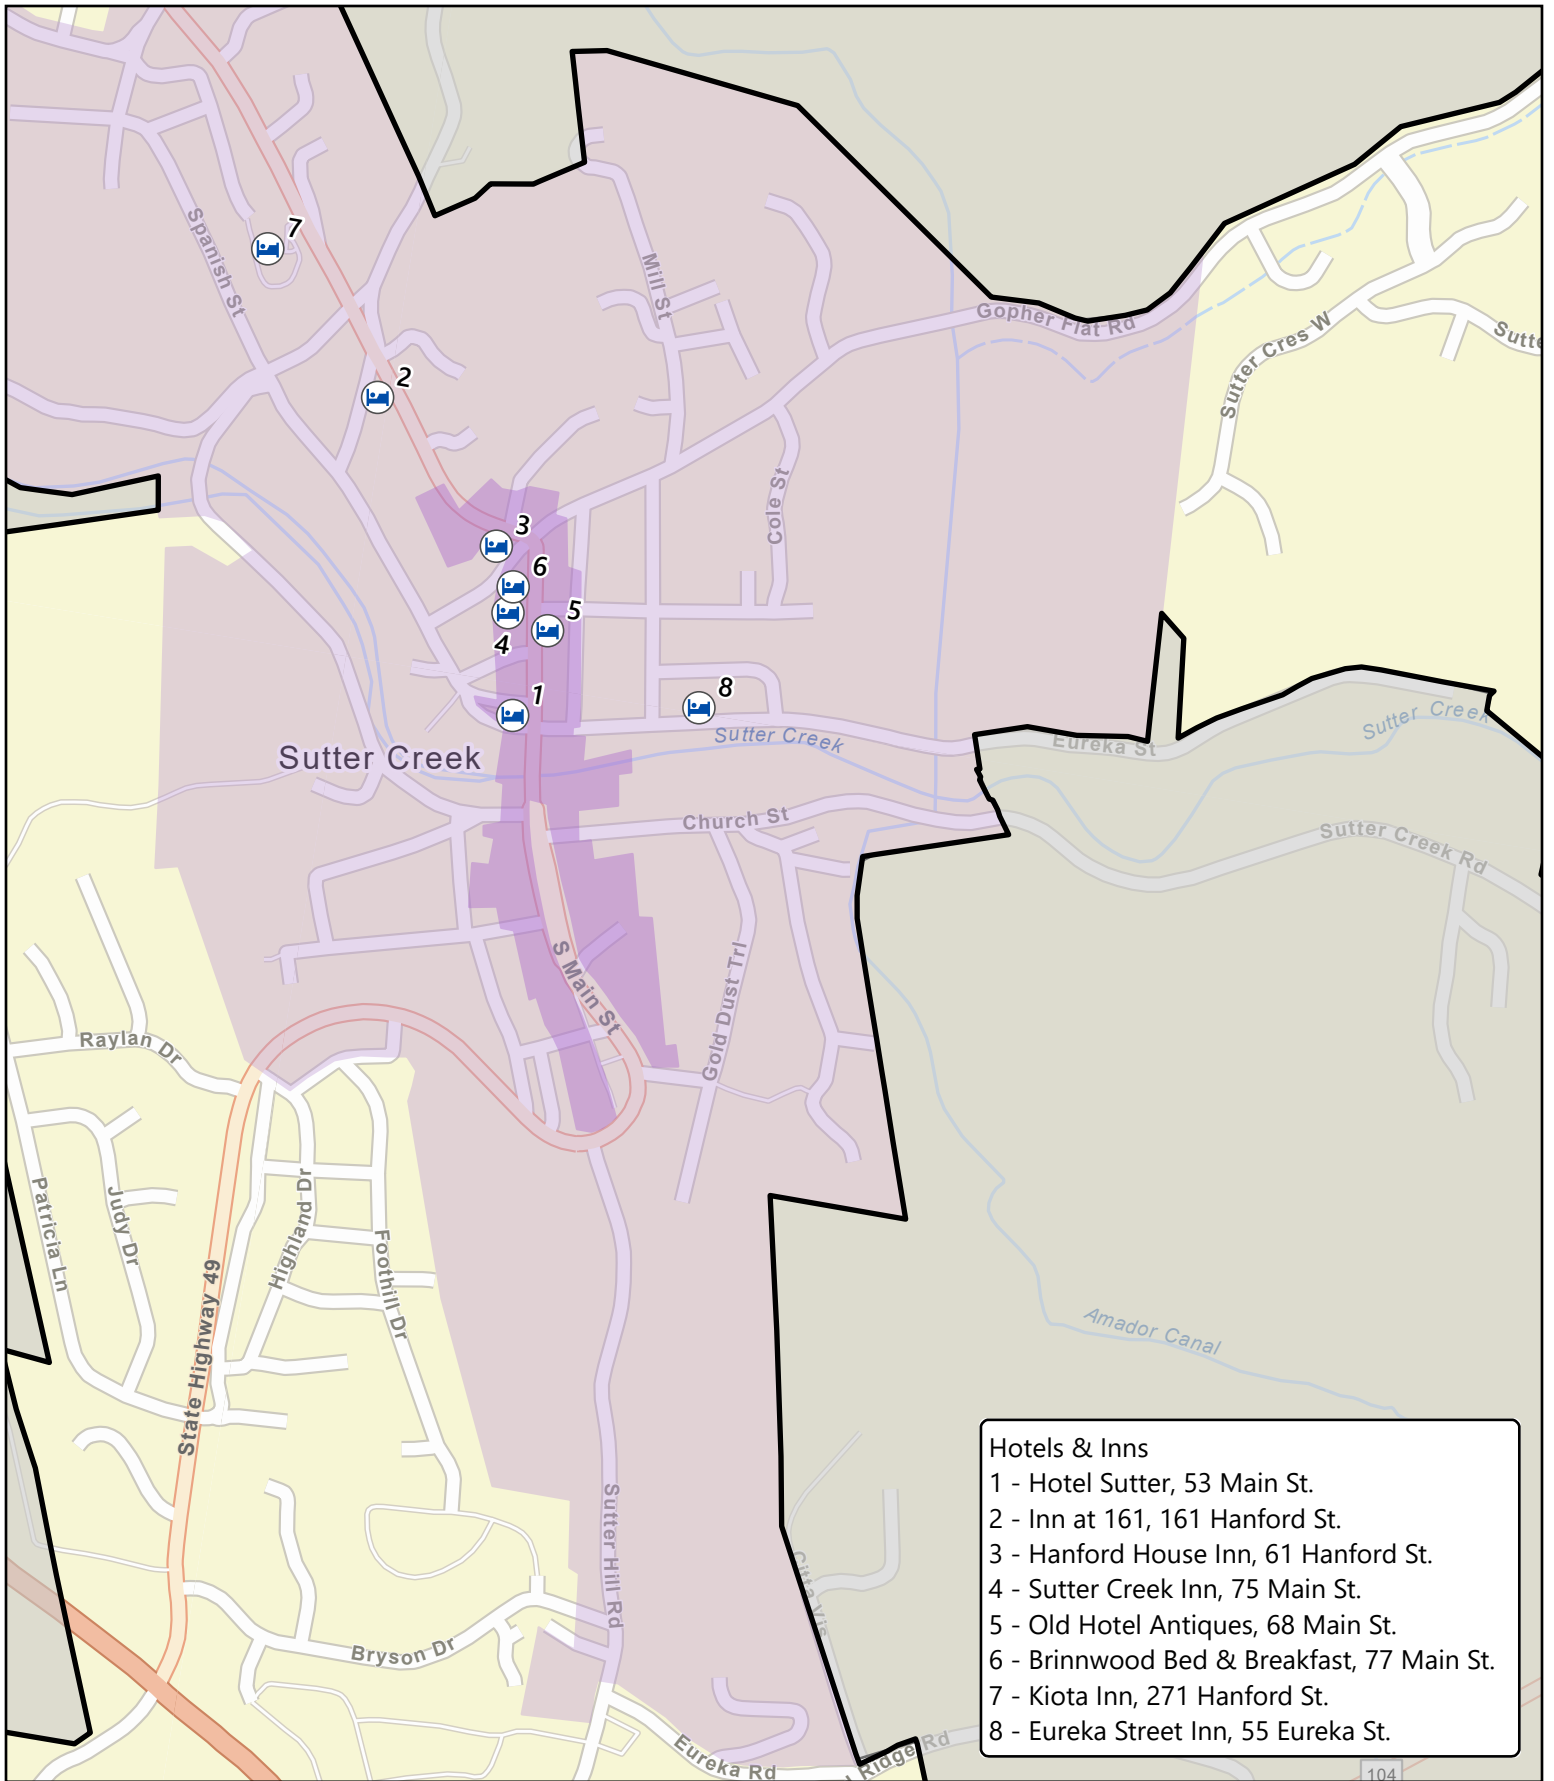 7
Spanish St
Mill St
Gopher Flat Rd
Sutter Cres W
Sutte
2
Cole St
3
6
5
4
8
1
Sutter Creek
Sutter Creek
Eureka St
Sutter Creek
Church St
Sutter Creek Rd
S Main St
Gold Dust Trl
Raylan Dr
Patricia Ln
Judy Dr
Highland Dr
Foothill Dr
State Highway 49
Amador Canal
Sutter Hill Rd
Citta Vis
Bryson Dr
Eureka Rd
Ridge Rd
104
Hotels & Inns
1 - Hotel Sutter, 53 Main St.
2 - Inn at 161, 161 Hanford St.
3 - Hanford House Inn, 61 Hanford St.
4 - Sutter Creek Inn, 75 Main St.
5 - Old Hotel Antiques, 68 Main St.
6 - Brinnwood Bed & Breakfast, 77 Main St.
7 - Kiota Inn, 271 Hanford St.
8 - Eureka Street Inn, 55 Eureka St.